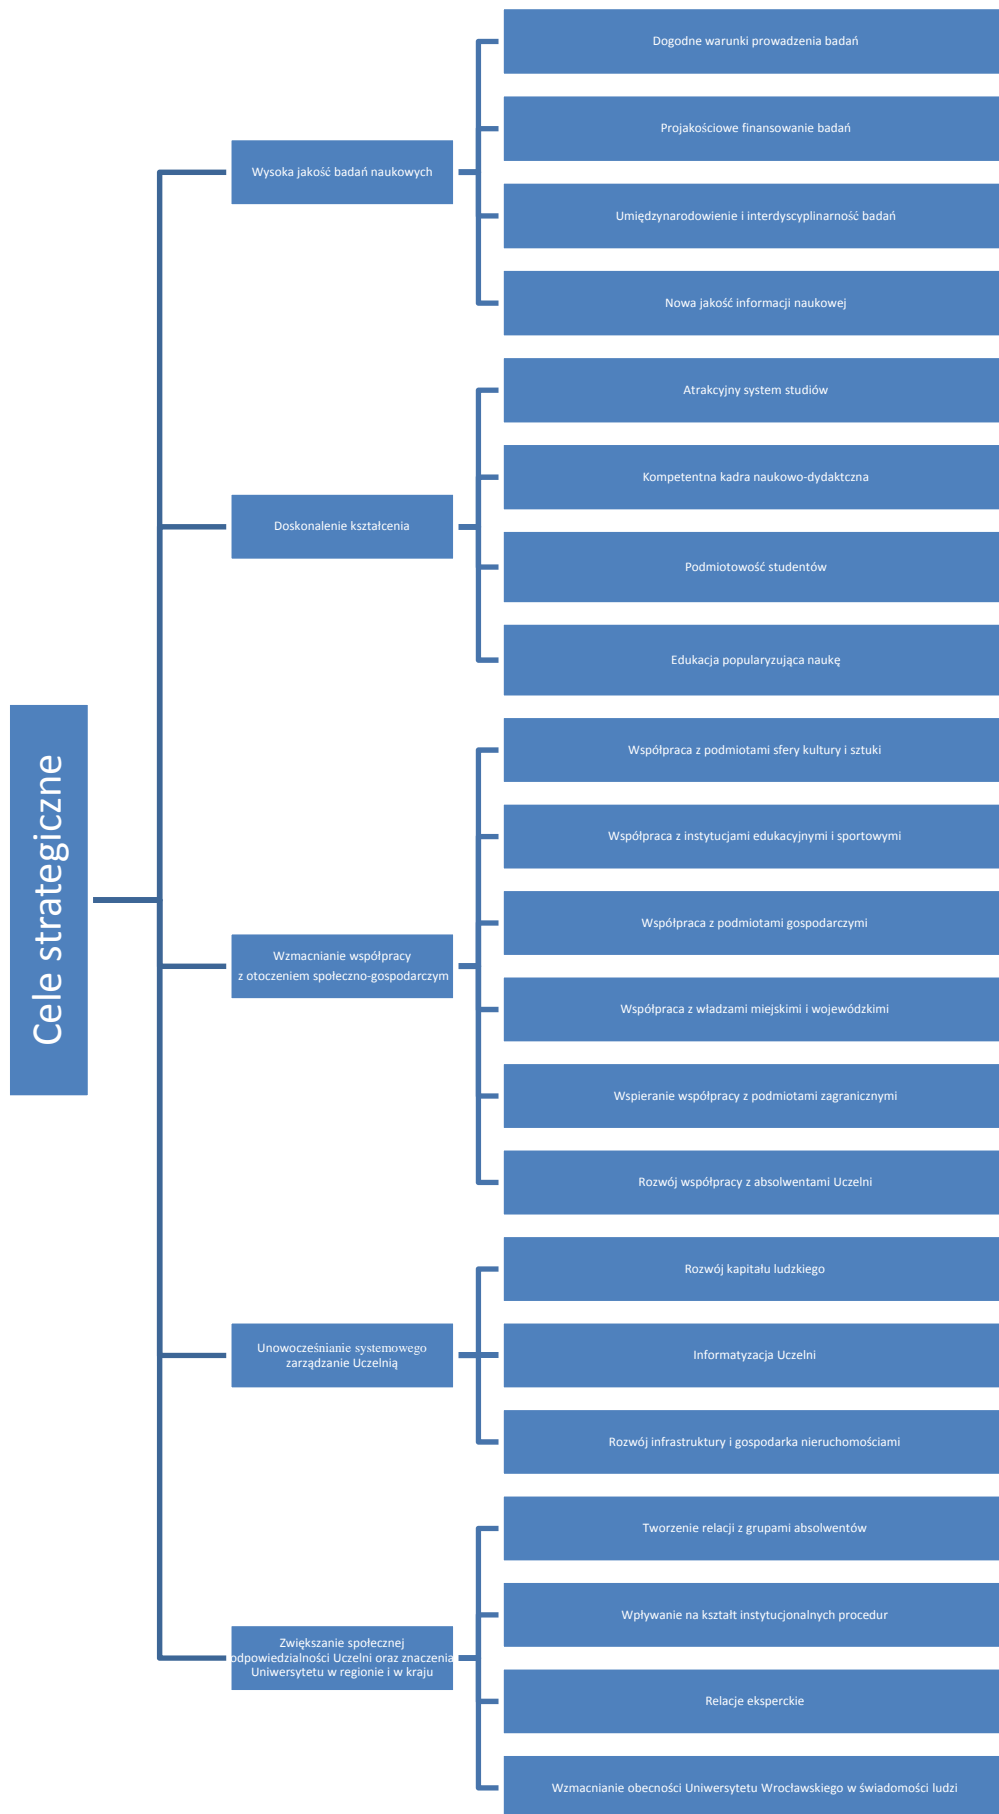 Cele strategiczne
Wysoka jakość badań naukowych
Dogodne warunki prowadzenia badań
Projakościowe finansowanie badań
Umiędzynarodowienie i interdyscyplinarność badań
Nowa jakość informacji naukowej
Doskonalenie kształcenia
Atrakcyjny system studiów
Kompetentna kadra naukowo-dydaktczna
Podmiotowość studentów
Edukacja popularyzująca naukę
Wzmacnianie współpracy
z otoczeniem społeczno-gospodarczym
Współpraca z podmiotami sfery kultury i sztuki
Współpraca z instytucjami edukacyjnymi i sportowymi
Współpraca z podmiotami gospodarczymi
Współpraca z władzami miejskimi i wojewódzkimi
Wspieranie współpracy z podmiotami zagranicznymi
Rozwój współpracy z absolwentami Uczelni
Unowocześnianie systemowego
zarządzanie Uczelnią
Rozwój kapitału ludzkiego
Informatyzacja Uczelni
Rozwój infrastruktury i gospodarka nieruchomościami
Zwiększanie społecznej
odpowiedzialności Uczelni oraz znaczenia
Uniwersytetu w regionie i w kraju
Tworzenie relacji z grupami absolwentów
Wpływanie na kształt instytucjonalnych procedur
Relacje eksperckie
Wzmacnianie obecności Uniwersytetu Wrocławskiego w świadomości ludzi